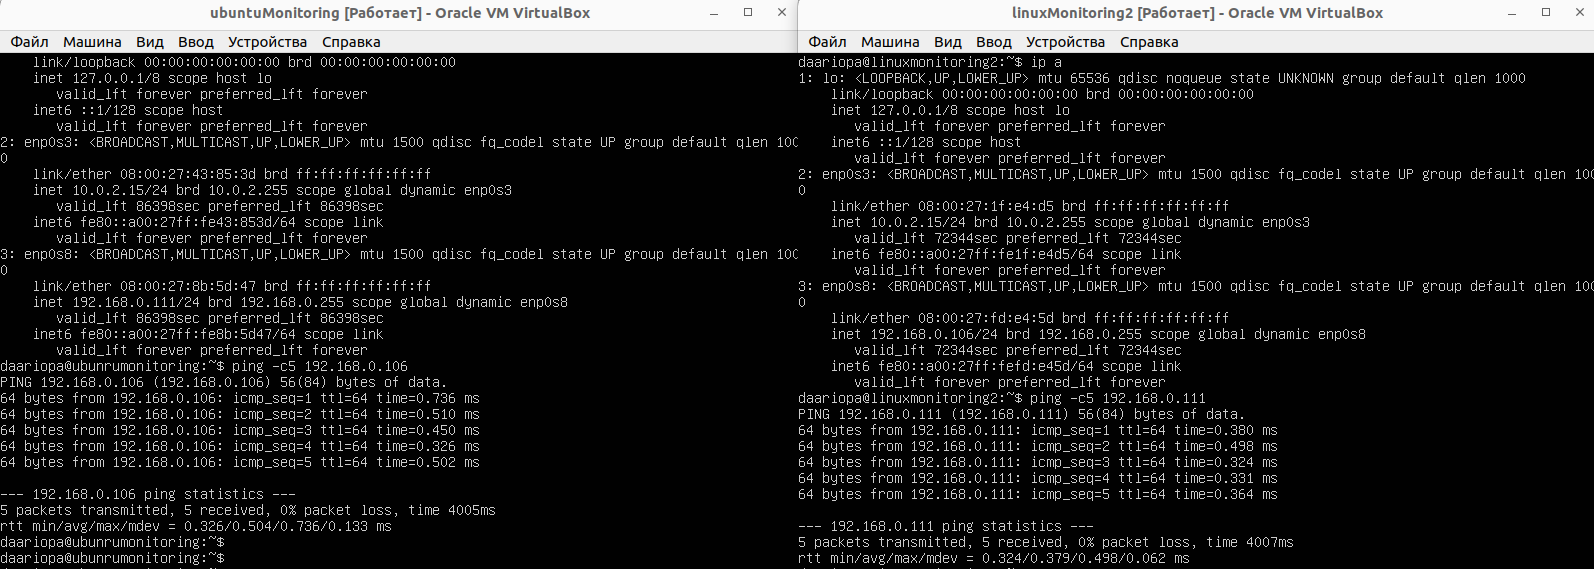 ubuntuMonitoring [Работает] - Oracle VM VirtualBox
Файл Машина Вид Ввод Устройства Справка
    link/loopback 00:00:00:00:00:00 brd 00:00:00:00:00:00
    inet 127.0.0.1/8 scope host lo
       valid_lft forever preferred_lft forever
    inet6 ::1/128 scope host
       valid_lft forever preferred_lft forever
2: enp0s3: <BROADCAST,MULTICAST,UP,LOWER_UP> mtu 1500 qdisc fq_codel state UP group default qlen 100
0
    link/ether 08:00:27:43:85:3d brd ff:ff:ff:ff:ff:ff
    inet 10.0.2.15/24 brd 10.0.2.255 scope global dynamic enp0s3
       valid_lft 86398sec preferred_lft 86398sec
    inet6 fe80::a00:27ff:fe43:853d/64 scope link
       valid_lft forever preferred_lft forever
3: enp0s8: <BROADCAST,MULTICAST,UP,LOWER_UP> mtu 1500 qdisc fq_codel state UP group default qlen 100
0
    link/ether 08:00:27:8b:5d:47 brd ff:ff:ff:ff:ff:ff
    inet 192.168.0.111/24 brd 192.168.0.255 scope global dynamic enp0s8
       valid_lft 86398sec preferred_lft 86398sec
    inet6 fe80::a00:27ff:fe8b:5d47/64 scope link
       valid_lft forever preferred_lft forever
daariopa@ubunrumonitoring:~$ ping -c5 192.168.0.106
PING 192.168.0.106 (192.168.0.106) 56(84) bytes of data.
64 bytes from 192.168.0.106: icmp_seq=1 ttl=64 time=0.736 ms
64 bytes from 192.168.0.106: icmp_seq=2 ttl=64 time=0.510 ms
64 bytes from 192.168.0.106: icmp_seq=3 ttl=64 time=0.450 ms
64 bytes from 192.168.0.106: icmp_seq=4 ttl=64 time=0.326 ms
64 bytes from 192.168.0.106: icmp_seq=5 ttl=64 time=0.502 ms
--- 192.168.0.106 ping statistics ---
5 packets transmitted, 5 received, 0% packet loss, time 4005ms
rtt min/avg/max/mdev = 0.326/0.504/0.736/0.133 ms
daariopa@ubunrumonitoring:~$
daariopa@ubunrumonitoring:~$
linuxMonitoring2 [Работает] - Oracle VM VirtualBox
Файл Машина Вид Ввод Устройства Справка
daariopa@linuxmonitoring2:~$ ip a
1: lo: <LOOPBACK,UP,LOWER_UP> mtu 65536 qdisc noqueue state UNKNOWN group default qlen 1000
    link/loopback 00:00:00:00:00:00 brd 00:00:00:00:00:00
    inet 127.0.0.1/8 scope host lo
       valid_lft forever preferred_lft forever
    inet6 ::1/128 scope host
       valid_lft forever preferred_lft forever
2: enp0s3: <BROADCAST,MULTICAST,UP,LOWER_UP> mtu 1500 qdisc fq_codel state UP group default qlen 100
0
    link/ether 08:00:27:1f:e4:d5 brd ff:ff:ff:ff:ff:ff
    inet 10.0.2.15/24 brd 10.0.2.255 scope global dynamic enp0s3
       valid_lft 72344sec preferred_lft 72344sec
    inet6 fe80::a00:27ff:fe1f:e4d5/64 scope link
       valid_lft forever preferred_lft forever
3: enp0s8: <BROADCAST,MULTICAST,UP,LOWER_UP> mtu 1500 qdisc fq_codel state UP group default qlen 100
0
    link/ether 08:00:27:fd:e4:5d brd ff:ff:ff:ff:ff:ff
    inet 192.168.0.106/24 brd 192.168.0.255 scope global dynamic enp0s8
       valid_lft 72344sec preferred_lft 72344sec
    inet6 fe80::a00:27ff:fefd:e45d/64 scope link
       valid_lft forever preferred_lft forever
daariopa@linuxmonitoring2:~$ ping -c5 192.168.0.111
PING 192.168.0.111 (192.168.0.111) 56(84) bytes of data.
64 bytes from 192.168.0.111: icmp_seq=1 ttl=64 time=0.380 ms
64 bytes from 192.168.0.111: icmp_seq=2 ttl=64 time=0.498 ms
64 bytes from 192.168.0.111: icmp_seq=3 ttl=64 time=0.324 ms
64 bytes from 192.168.0.111: icmp_seq=4 ttl=64 time=0.331 ms
64 bytes from 192.168.0.111: icmp_seq=5 ttl=64 time=0.364 ms
--- 192.168.0.111 ping statistics ---
5 packets transmitted, 5 received, 0% packet loss, time 4007ms
rtt min/avg/max/mdev = 0.324/0.379/0.498/0.062 ms